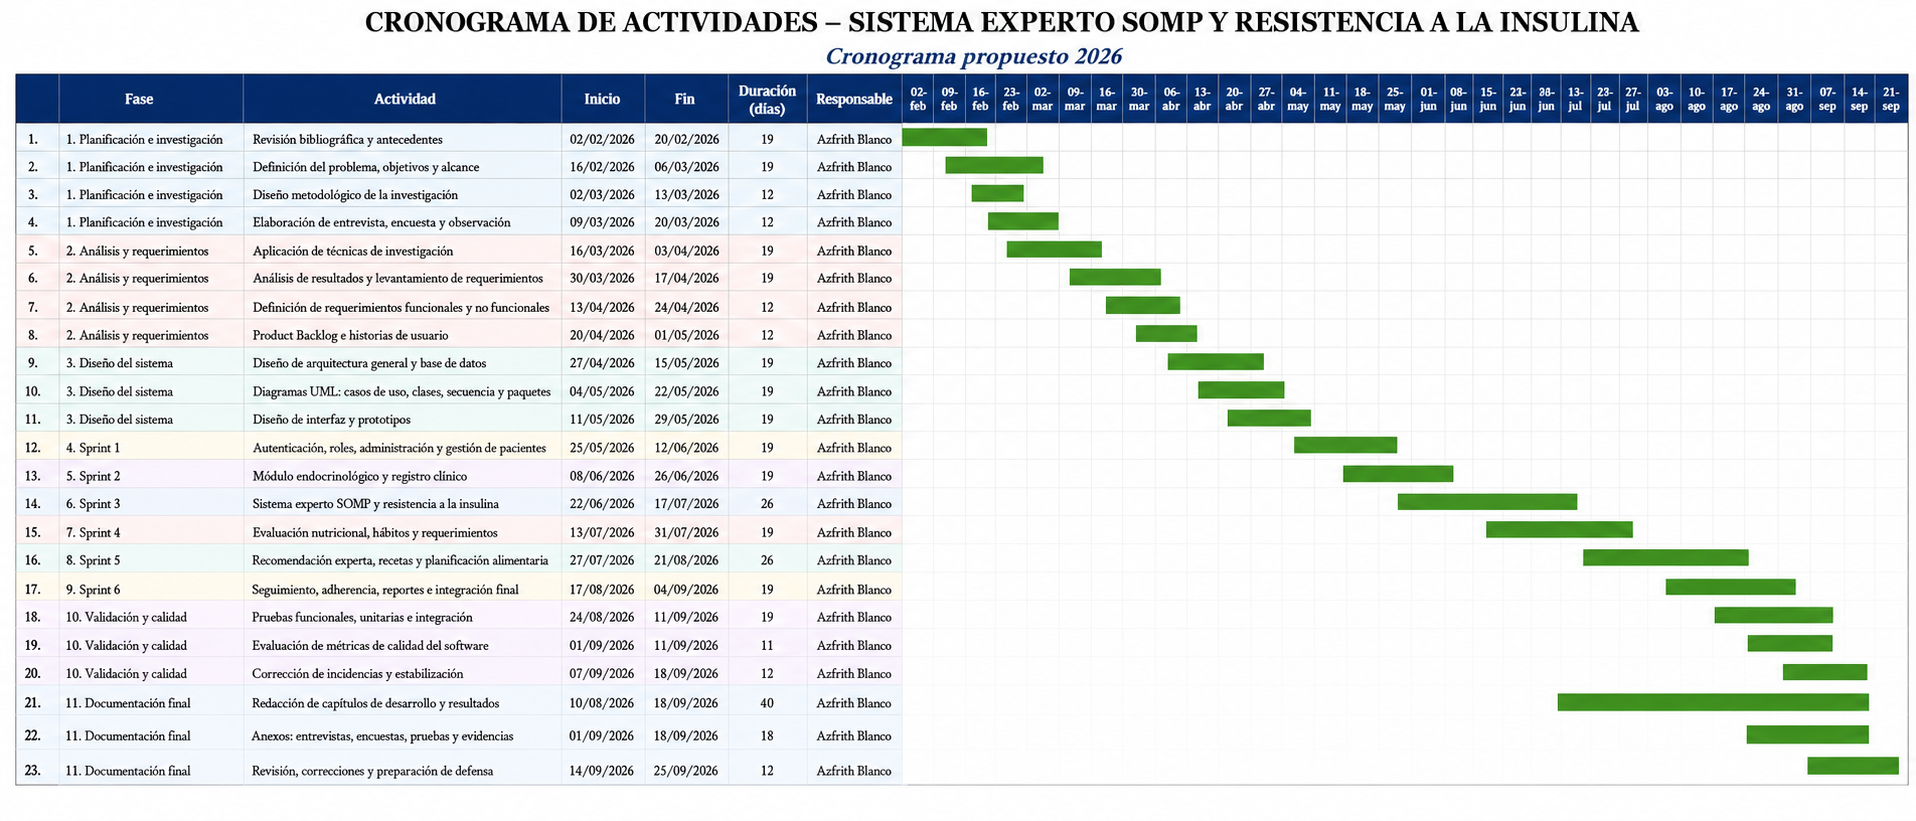 CRONOGRAMA DE ACTIVIDADES – SISTEMA EXPERTO SOMP Y RESISTENCIA A LA INSULINA
Cronograma propuesto 2026
Fase Actividad Inicio Fin Duración (días) Responsable 02-feb 09-feb 16-feb 23-feb 02-mar 09-mar 16-mar 30-mar 06-abr 13-abr 20-abr 27-abr 04-may 11-may 18-may 25-may 01-jun 08-jun 15-jun 22-jun jun 13-jul 23-jul 27-jul 03-ago 10-ago 17-ago 24-ago 31-ago 07-sep 14-sep 21-sep
1. 1. Planificación e investigación Revisión bibliográfica y antecedentes 02/02/2026 20/02/2026 19 Azfrith Blanco
2. 1. Planificación e investigación Definición del problema, objetivos y alcance 16/02/2026 06/03/2026 19 Azfrith Blanco
3. 1. Planificación e investigación Diseño metodológico de la investigación 02/03/2026 13/03/2026 12 Azfrith Blanco
4. 1. Planificación e investigación Elaboración de entrevista, encuesta y observación 09/03/2026 20/03/2026 12 Azfrith Blanco
5. 2. Análisis y requerimientos Aplicación de técnicas de investigación 16/03/2026 03/04/2026 19 Azfrith Blanco
6. 2. Análisis y requerimientos Análisis de resultados y levantamiento de requerimientos 30/03/2026 17/04/2026 19 Azfrith Blanco
7. 2. Análisis y requerimientos Definición de requerimientos funcionales y no funcionales 13/04/2026 24/04/2026 12 Azfrith Blanco
8. 2. Análisis y requerimientos Product Backlog e historias de usuario 20/04/2026 01/05/2026 12 Azfrith Blanco
9. 3. Diseño del sistema Diseño de arquitectura general y base de datos 27/04/2026 15/05/2026 19 Azfrith Blanco
10. 3. Diseño del sistema Diagramas UML: casos de uso, clases, secuencia y paquetes 04/05/2026 22/05/2026 19 Azfrith Blanco
11. 3. Diseño del sistema Diseño de interfaz y prototipos 11/05/2026 29/05/2026 19 Azfrith Blanco
12. 4. Sprint 1 Autenticación, roles, administración y gestión de pacientes 25/05/2026 12/06/2026 19 Azfrith Blanco
13. 5. Sprint 2 Módulo endocrinológico y registro clínico 08/06/2026 26/06/2026 19 Azfrith Blanco
14. 6. Sprint 3 Sistema experto SOMP y resistencia a la insulina 22/06/2026 17/07/2026 26 Azfrith Blanco
15. 7. Sprint 4 Evaluación nutricional, hábitos y requerimientos 13/07/2026 31/07/2026 19 Azfrith Blanco
16. 8. Sprint 5 Recomendación experta, recetas y planificación alimentaria 27/07/2026 21/08/2026 26 Azfrith Blanco
17. 9. Sprint 6 Seguimiento, adherencia, reportes e integración final 17/08/2026 04/09/2026 19 Azfrith Blanco
18. 10. Validación y calidad Pruebas funcionales, unitarias e integración 24/08/2026 11/09/2026 19 Azfrith Blanco
19. 10. Validación y calidad Evaluación de métricas de calidad del software 01/09/2026 11/09/2026 11 Azfrith Blanco
20. 10. Validación y calidad Corrección de incidencias y estabilización 07/09/2026 18/09/2026 12 Azfrith Blanco
21. 11. Documentación final Redacción de capítulos de desarrollo y resultados 10/08/2026 18/09/2026 40 Azfrith Blanco
22. 11. Documentación final Anexos: entrevistas, encuestas, pruebas y evidencias 01/09/2026 18/09/2026 18 Azfrith Blanco
23. 11. Documentación final Revisión, correcciones y preparación de defensa 14/09/2026 25/09/2026 12 Azfrith Blanco